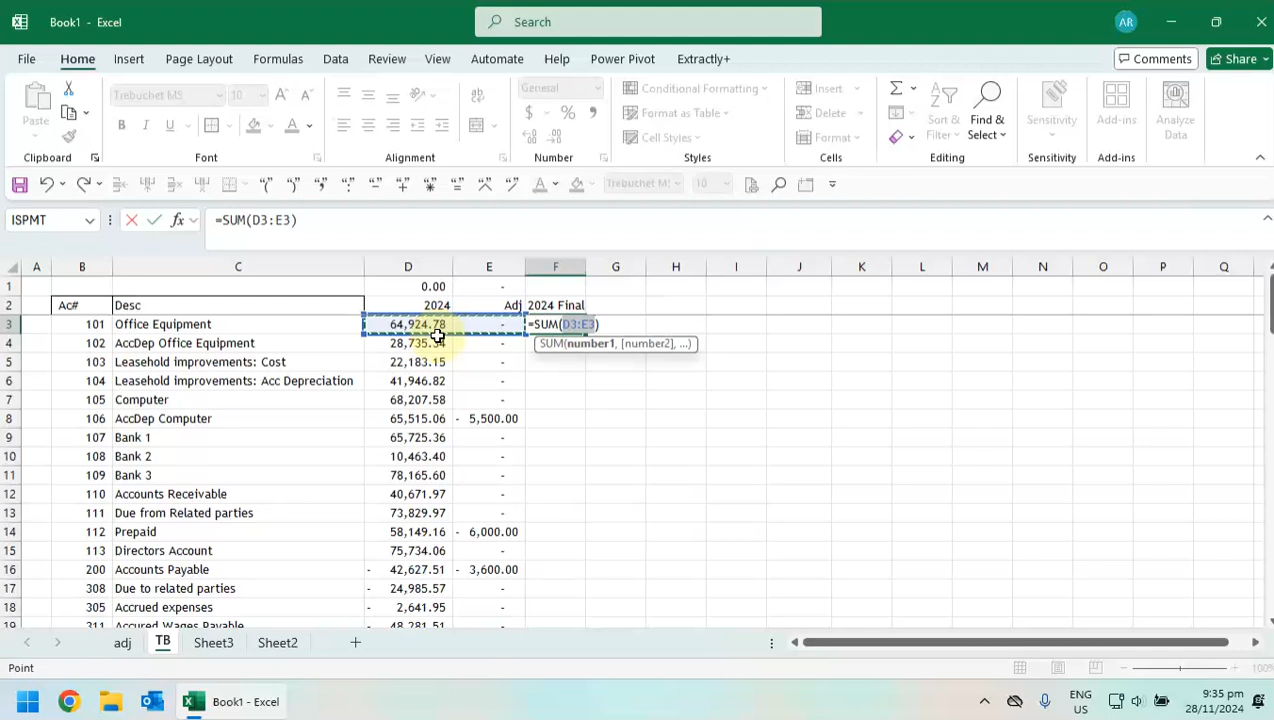 Book1 - Excel
Search
AR
File Home Insert Page Layout Formulas Data Review View Automate Help Power Pivot Extractly+
Comments
Share
Paste
Clipboard
Trebuchet MS
10
Font
Alignment
General
Number
Conditional Formatting
Format as Table
Cell Styles
Styles
Insert
Delete
Format
Cells
Sort & Filter
Find & Select
Editing
Sensitivity
Sensitivity
Add-ins
Add-ins
Analyze Data
Trebuchet M
10
ISPMT
fx
=SUM(D3:E3)
A B C D E F G H I J K L M N O P Q
1 0.00 -
2 Ac# Desc 2024 Adj 2024 Final
3 101 Office Equipment 64,924.78 - =SUM(D3:E3)
4 102 AccDep Office Equipment 28,735.54 - SUM(number1, [number2], ...)
5 103 Leasehold improvements: Cost 22,183.15 -
6 104 Leasehold improvements: Acc Depreciation 41,946.82 -
7 105 Computer 68,207.58 -
8 106 AccDep Computer 65,515.06 - 5,500.00
9 107 Bank 1 65,725.36 -
10 108 Bank 2 10,463.40 -
11 109 Bank 3 78,165.60 -
12 110 Accounts Receivable 40,671.97 -
13 111 Due from Related parties 73,829.97 -
14 112 Prepaid 58,149.16 - 6,000.00
15 113 Directors Account 75,734.06 -
16 200 Accounts Payable - 42,627.51 - 3,600.00
17 308 Due to related parties - 24,985.57 -
18 305 Accrued expenses - 2,641.95 -
19 311 Accrued Wages Payable - 48,281.51 -
adj TB Sheet3 Sheet2
Point
100%
Book1 - Excel
ENG
US
9:35 pm
28/11/2024